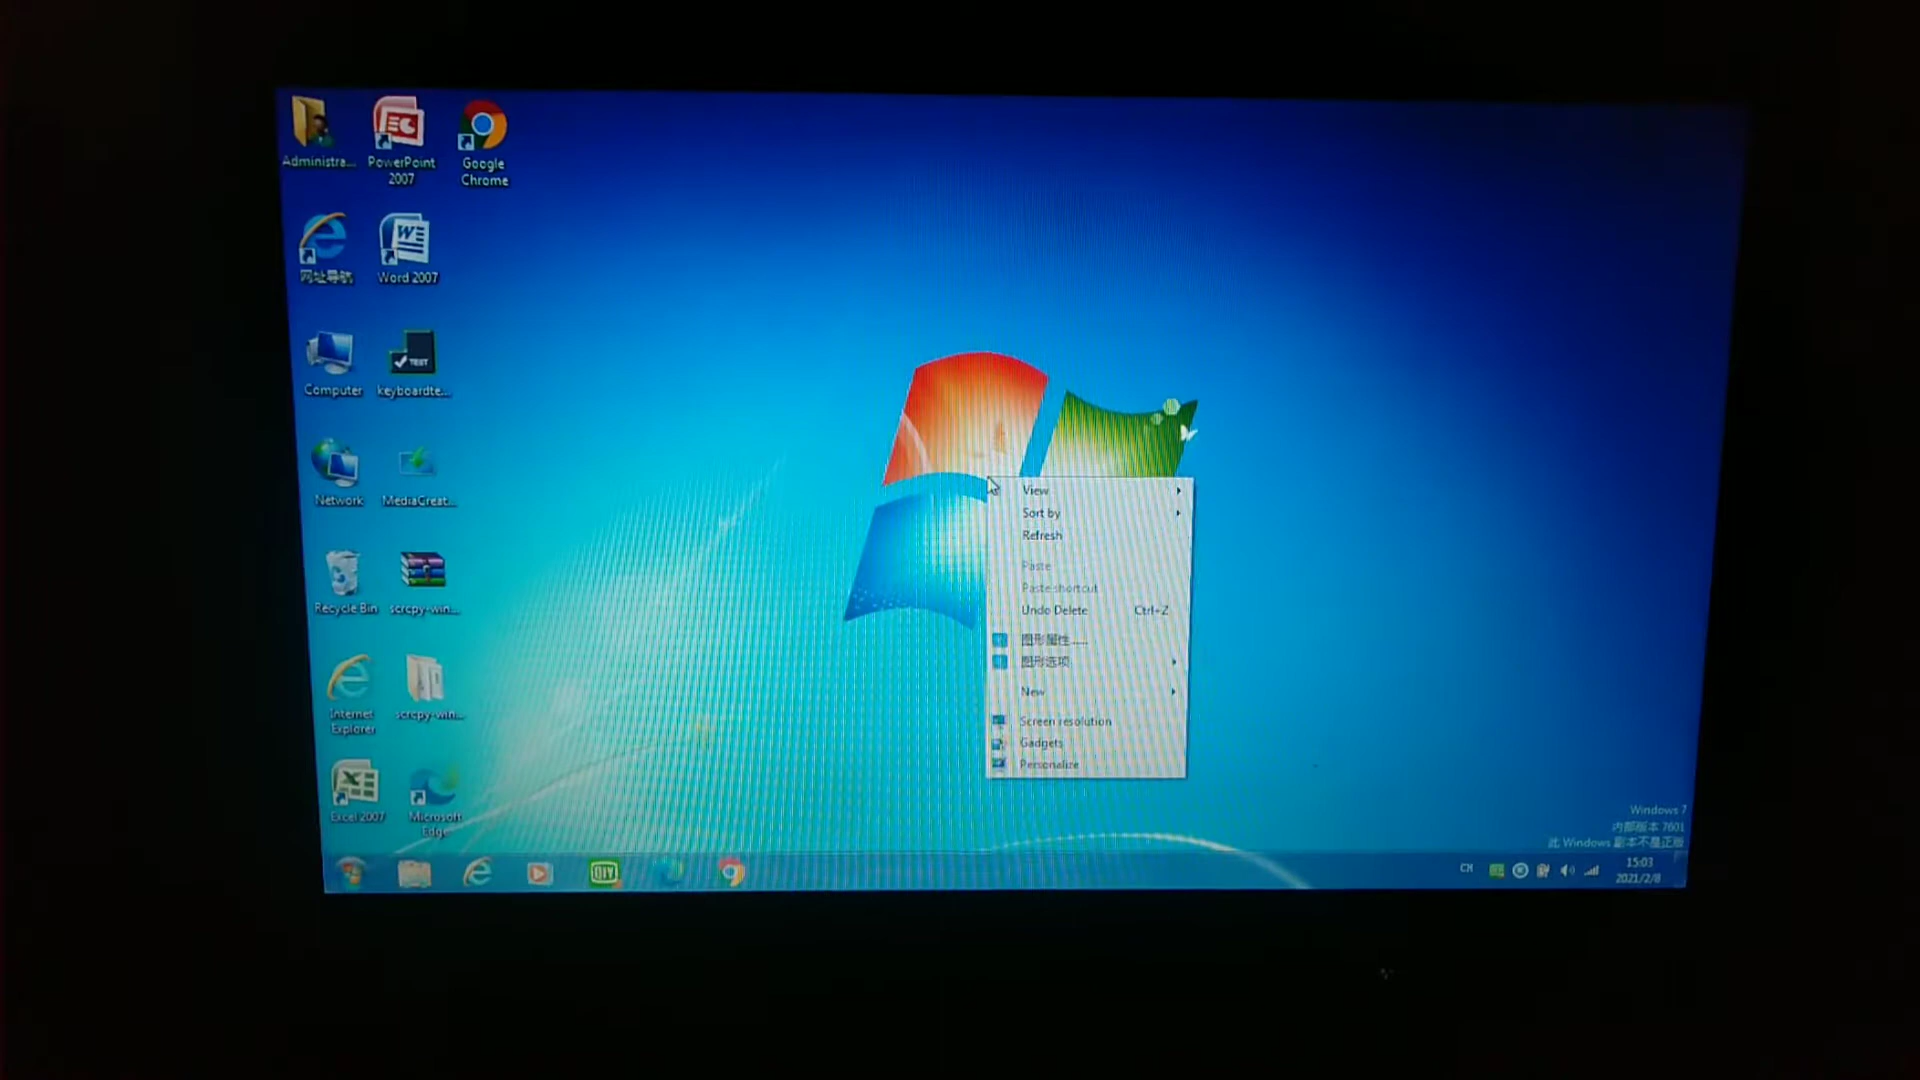 Administra...
PowerPoint
2007
Google
Chrome
网址导航
Word 2007
TEST
Computer
keyboardte...
Network
MediaCreat...
Recycle Bin
scrcpy-win...
Internet
Explorer
scrcpy-win...
Excel 2007
Microsoft
Edge
View
Sort by
Refresh
Paste
Paste shortcut
Undo Delete Ctrl+Z
图形属性......
图形选项
New
Screen resolution
Gadgets
Personalize
Windows 7
内部版本 7601
此 Windows 副本不是正版
CH
15:03
2021/2/8